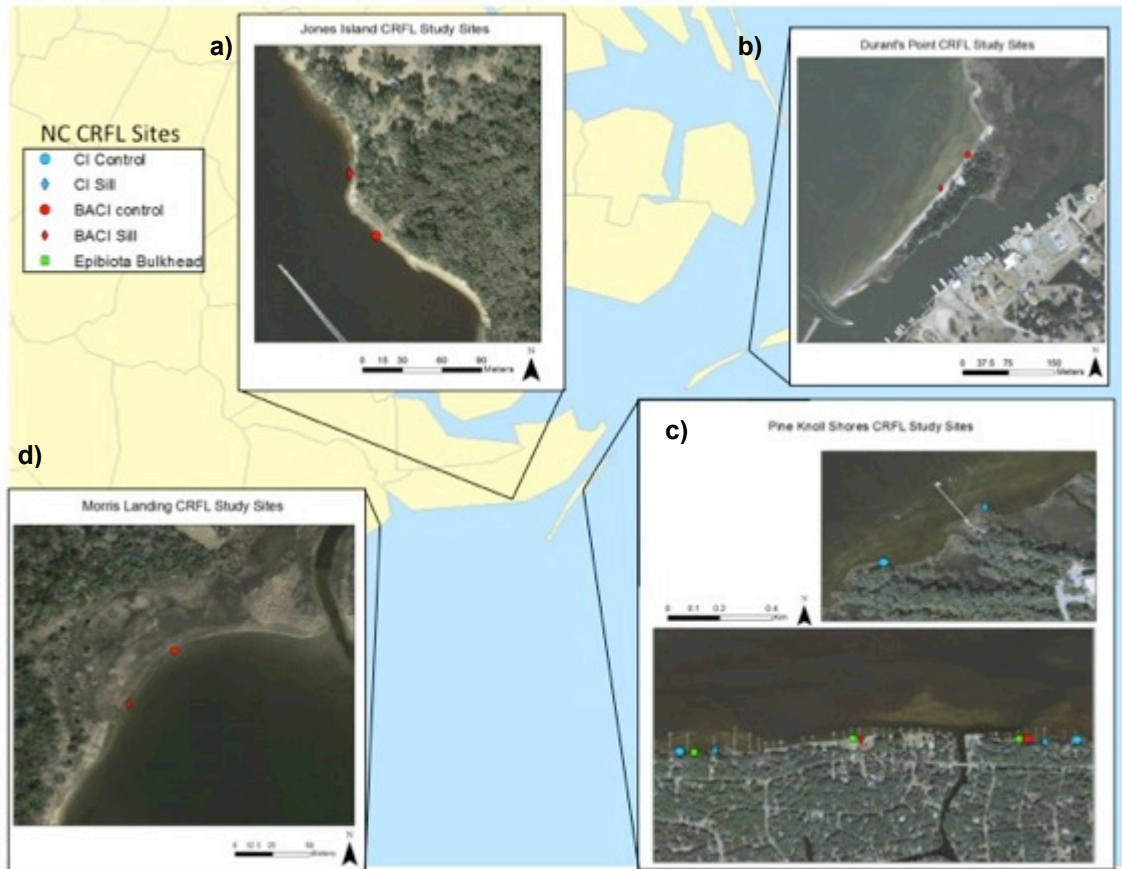 a)
Jones Island CRFL Study Sites
b)
Durant's Point CRFL Study Sites
NC CRFL Sites
CI Control
CI Sill
BACI control
BACI Sill
Epibiota Bulkhead
N
0 15 30 60 90
Meters
N
0 37.5 75 150
Meters
c)
Pine Knoll Shores CRFL Study Sites
N
0 0.1 0.2 0.4
Km
d)
Morris Landing CRFL Study Sites
N
12.5 25 50
Meters